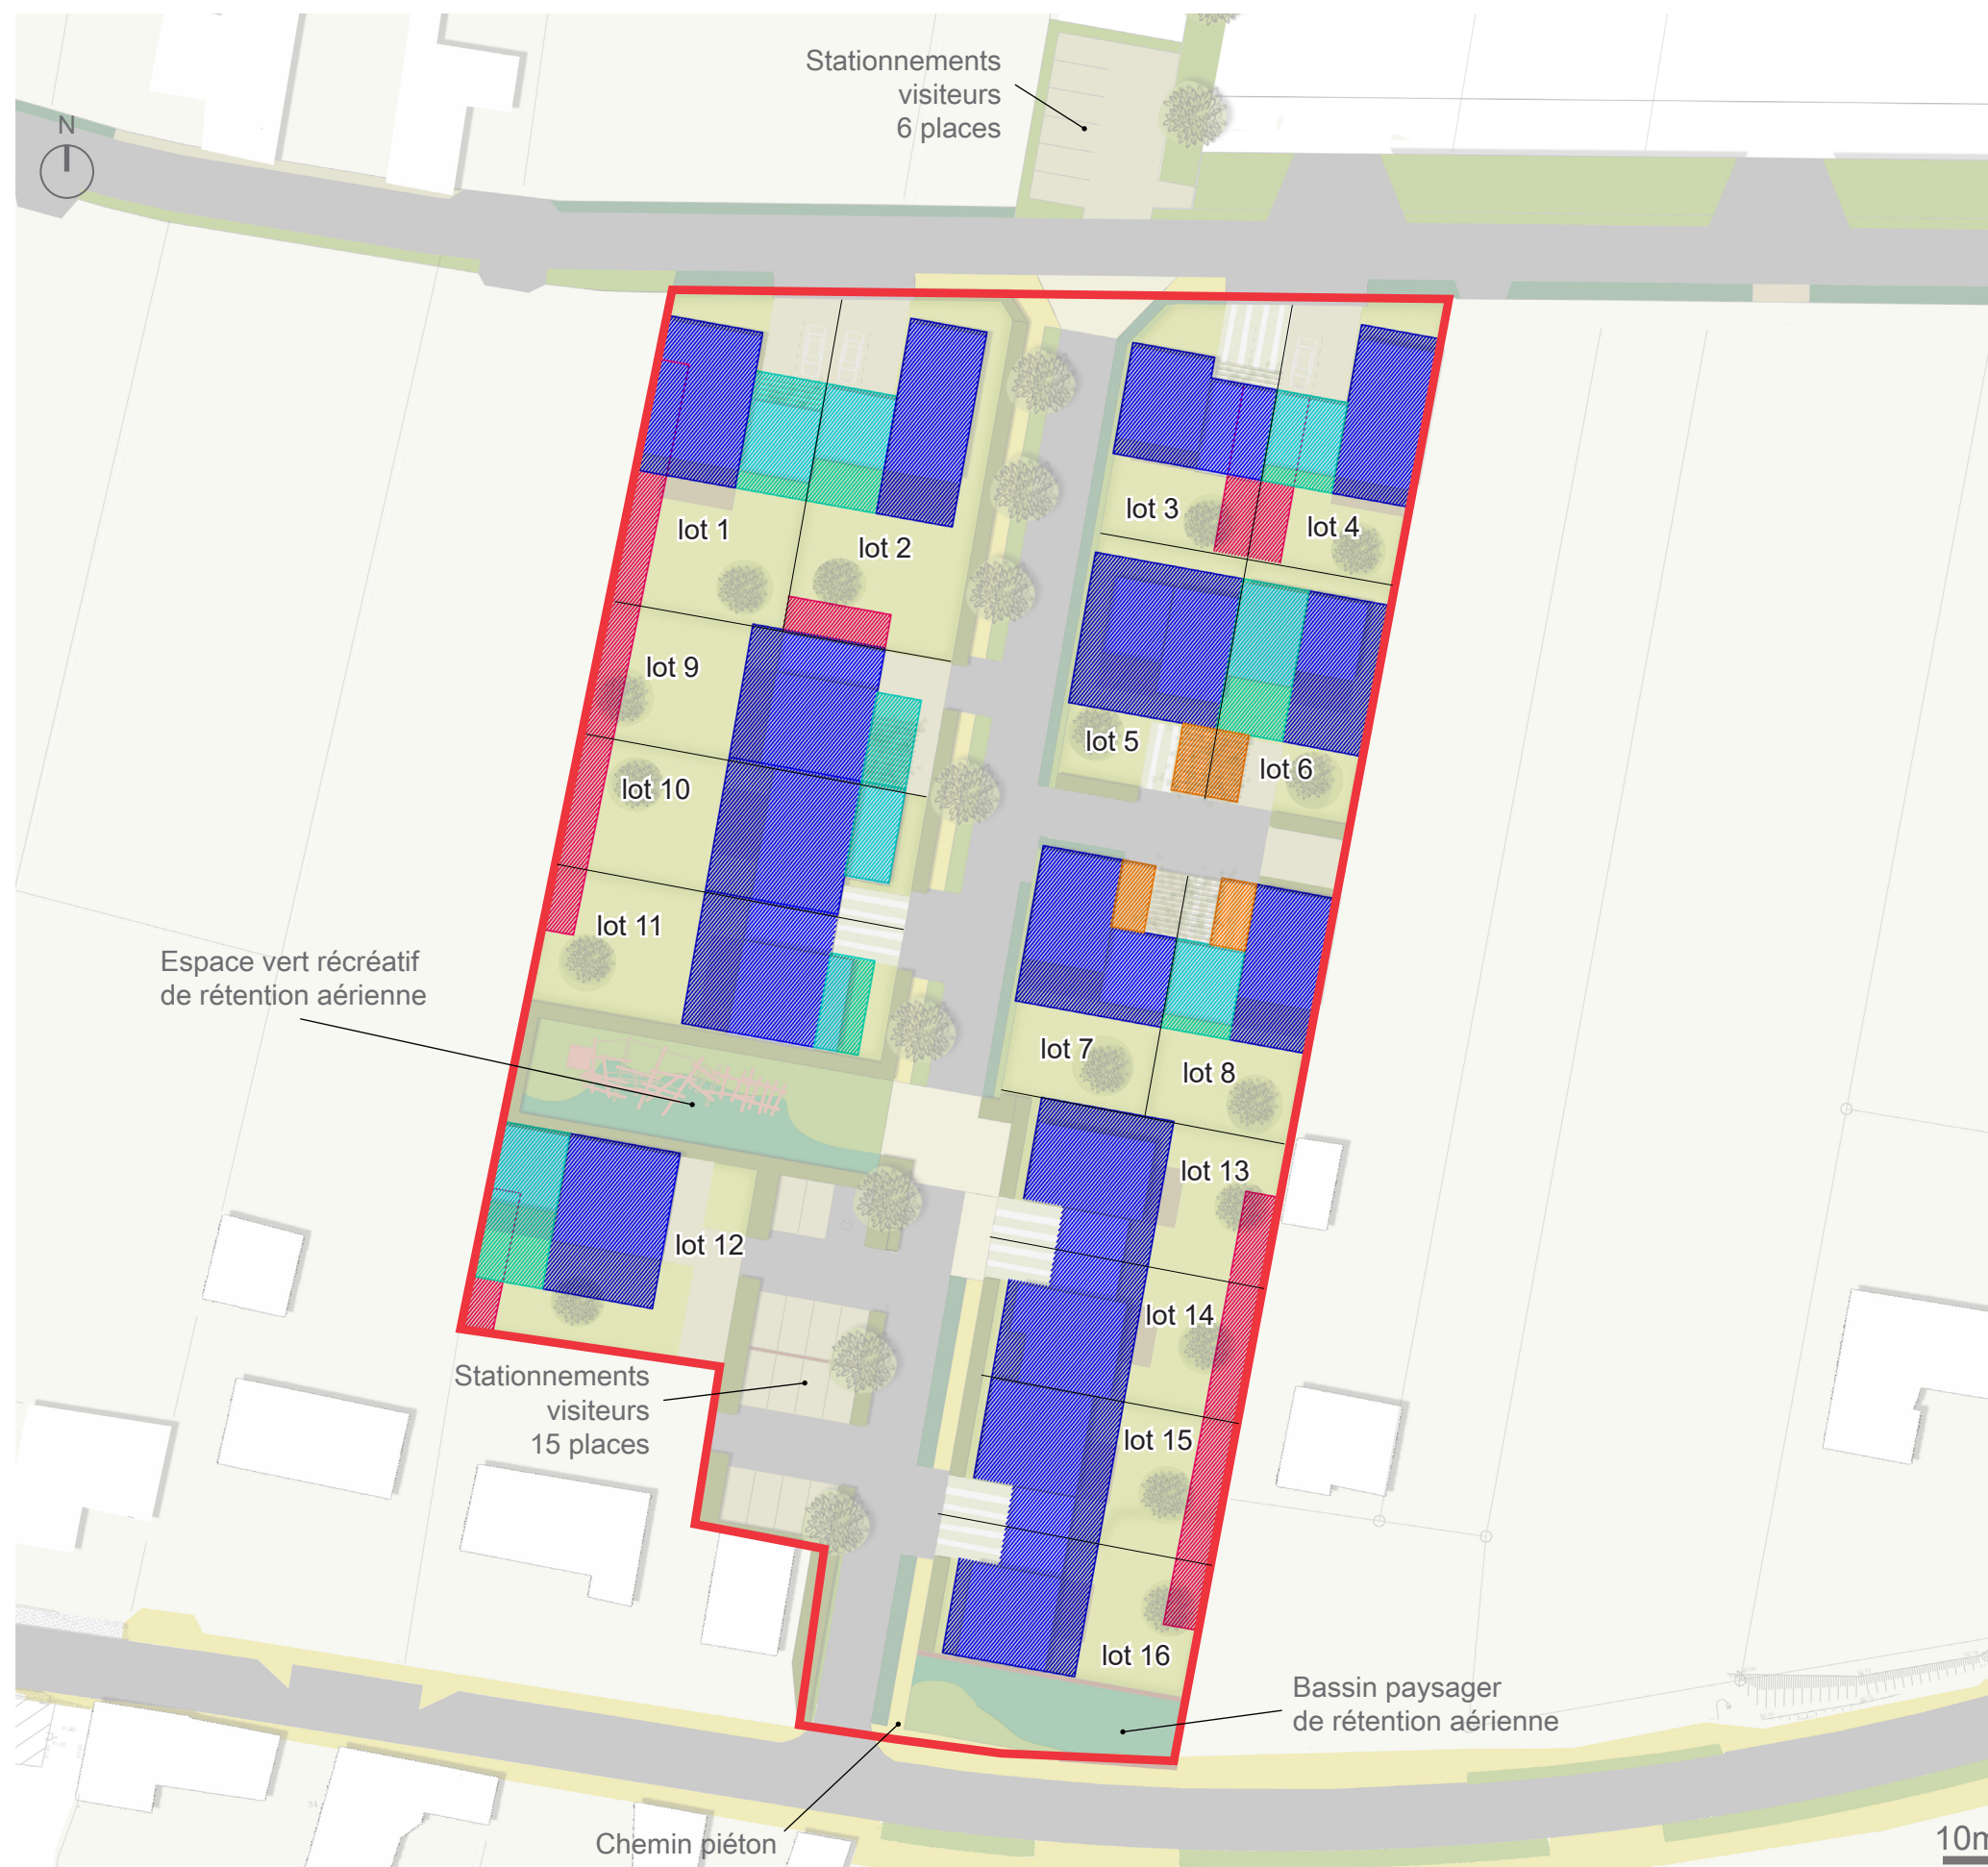 Stationnements
visiteurs
6 places
N
lot 1
lot 2
lot 3
lot 4
lot 5
lot 6
lot 9
lot 10
lot 11
Espace vert récréatif
de rétention aérienne
lot 7
lot 8
lot 12
lot 13
lot 14
Stationnements
visiteurs
15 places
lot 15
lot 16
Bassin paysager
de rétention aérienne
Chemin piéton
10m